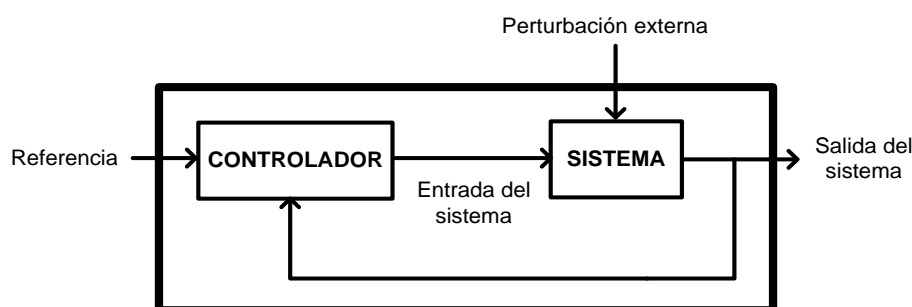 Perturbación externa
Referencia
CONTROLADOR
Entrada del
sistema
SISTEMA
Salida del
sistema